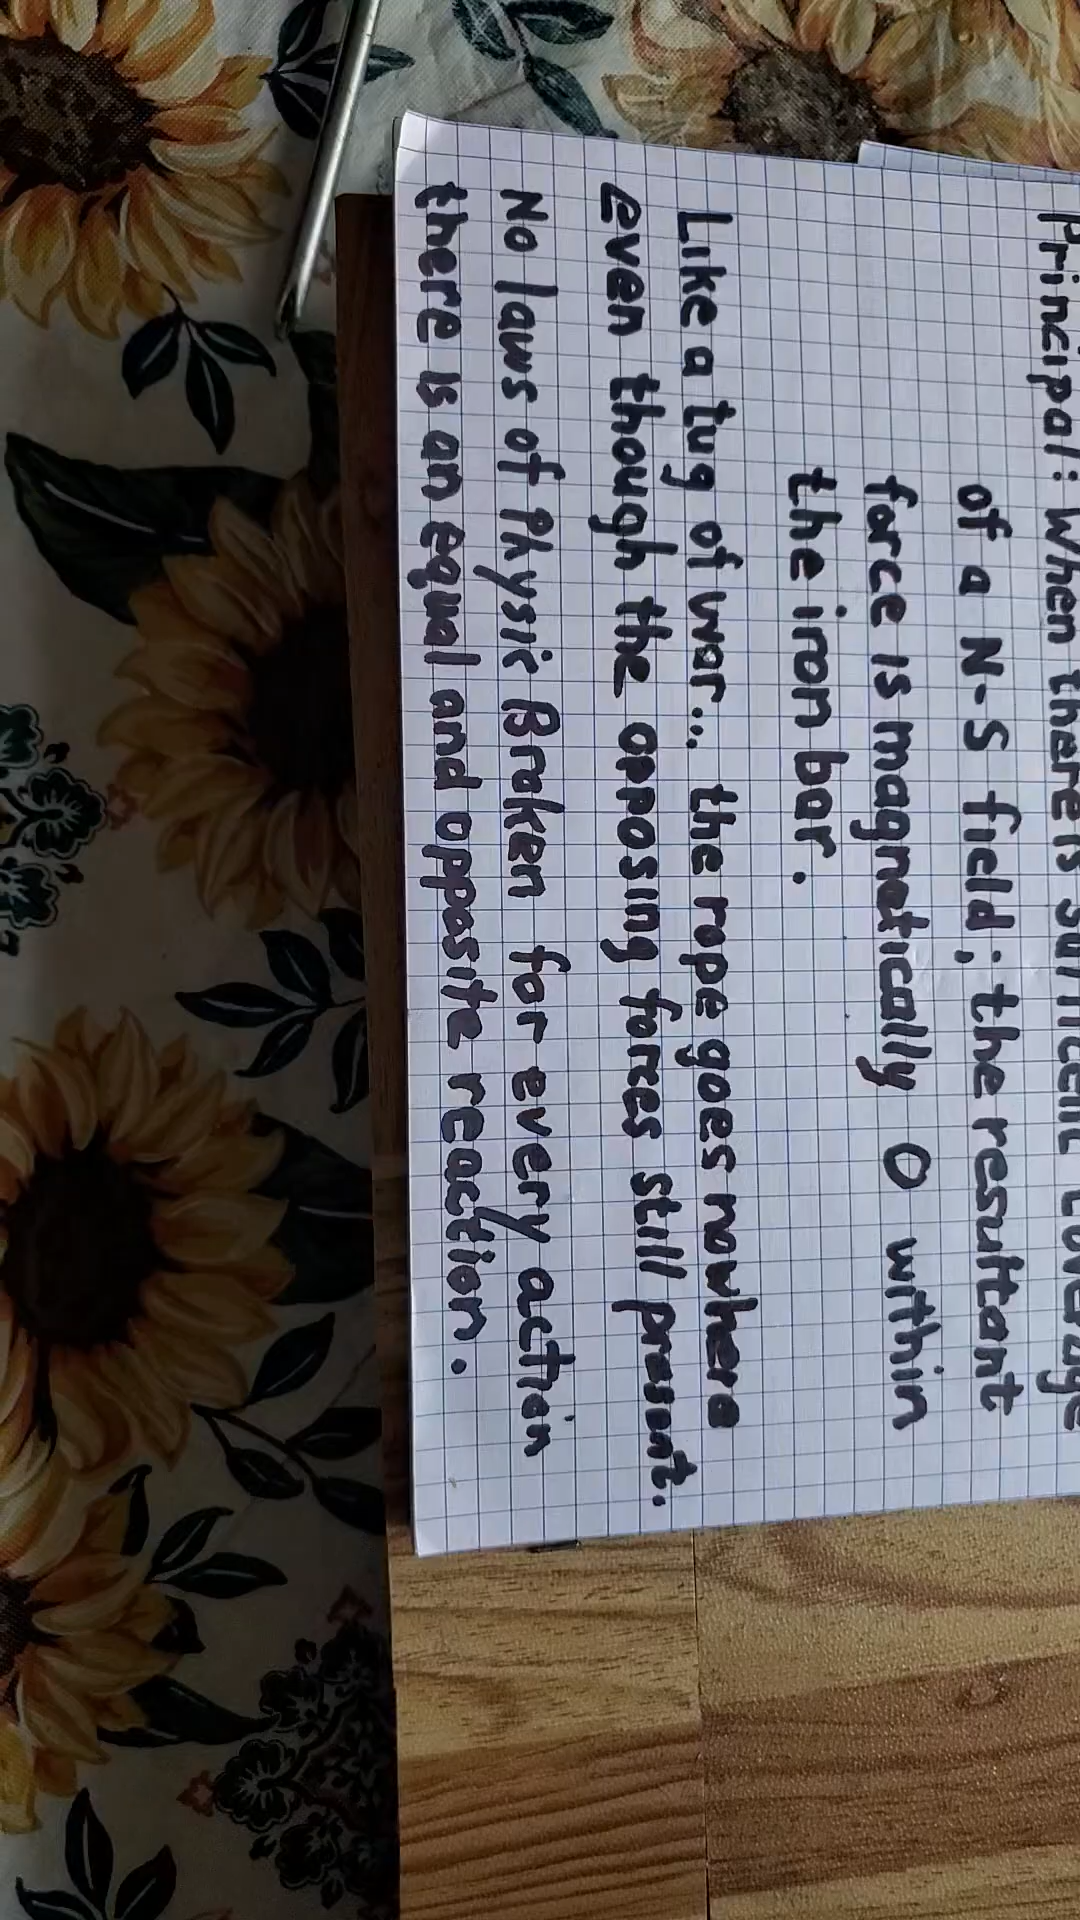 Principal: When there is sufficient coverage
of a N-S field; the resultant
force is magnetically 0 within
the iron bar.
Like a tug of war... the rope goes nowhere
even though the opposing forces still present.
No laws of Physic Broken for every action
there is an equal and opposite reaction.